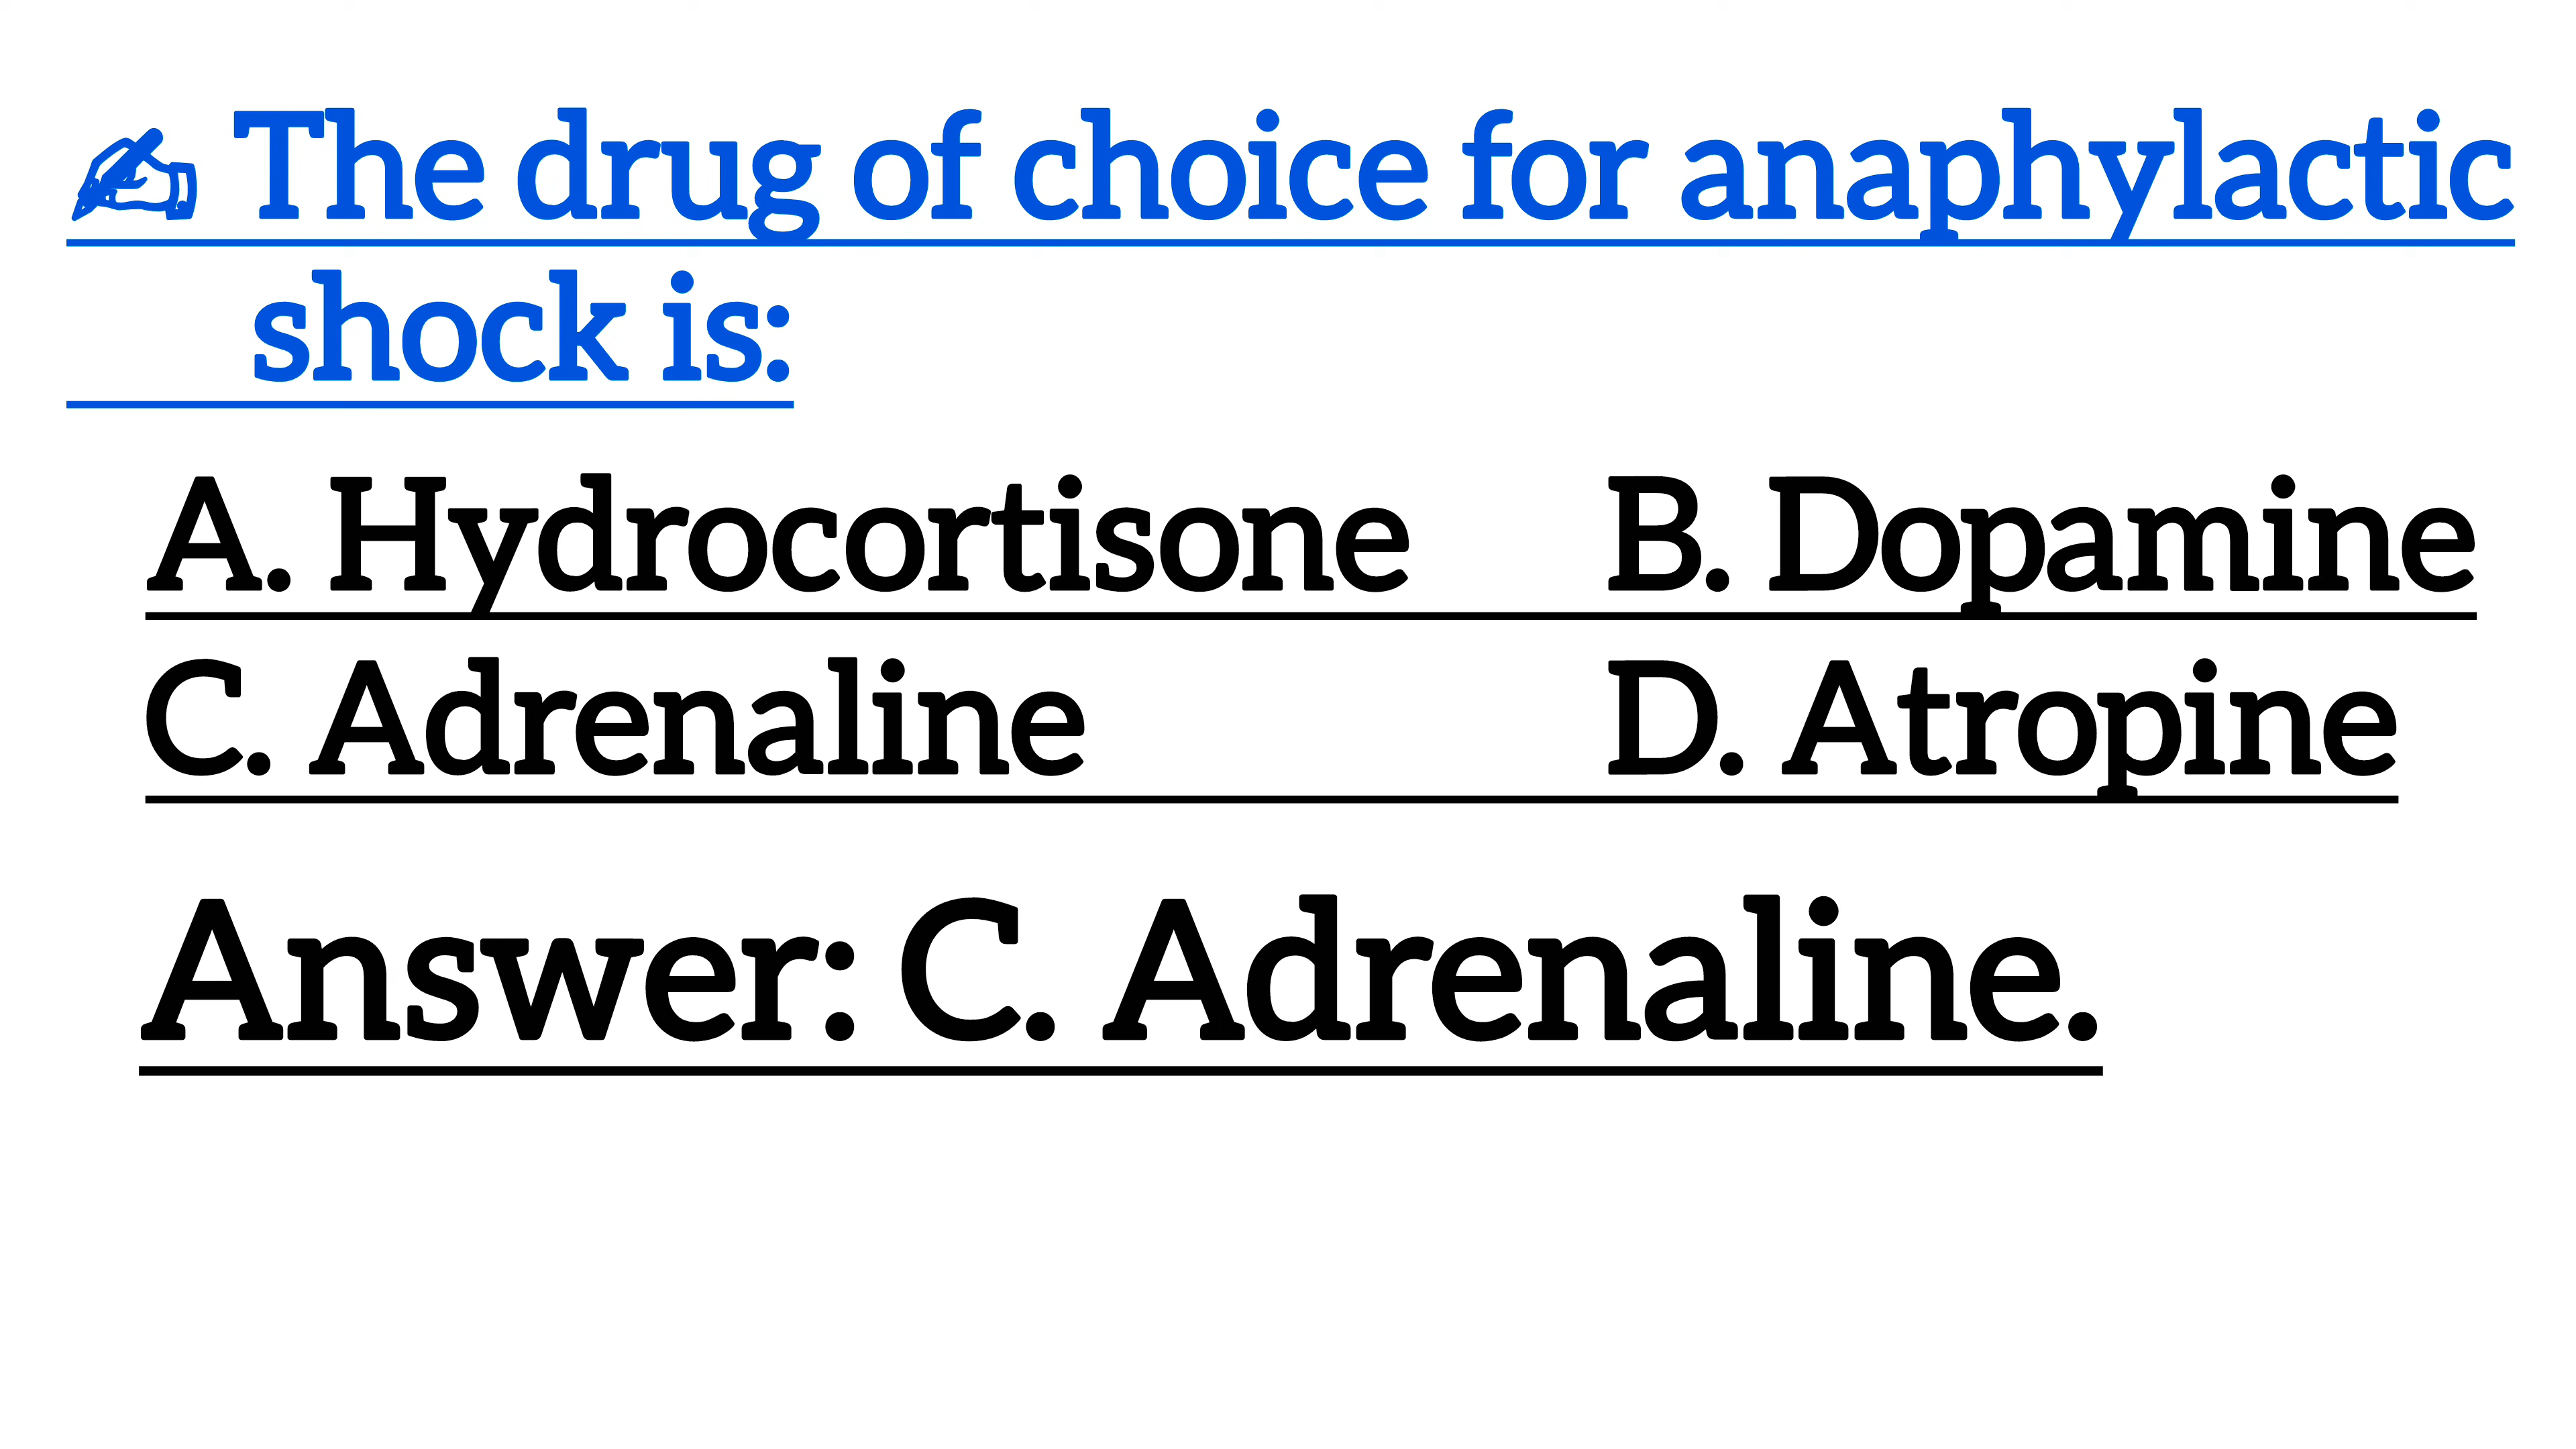 ✍ The drug of choice for anaphylactic
shock is:
A. Hydrocortisone B. Dopamine
C. Adrenaline D. Atropine
Answer: C. Adrenaline.